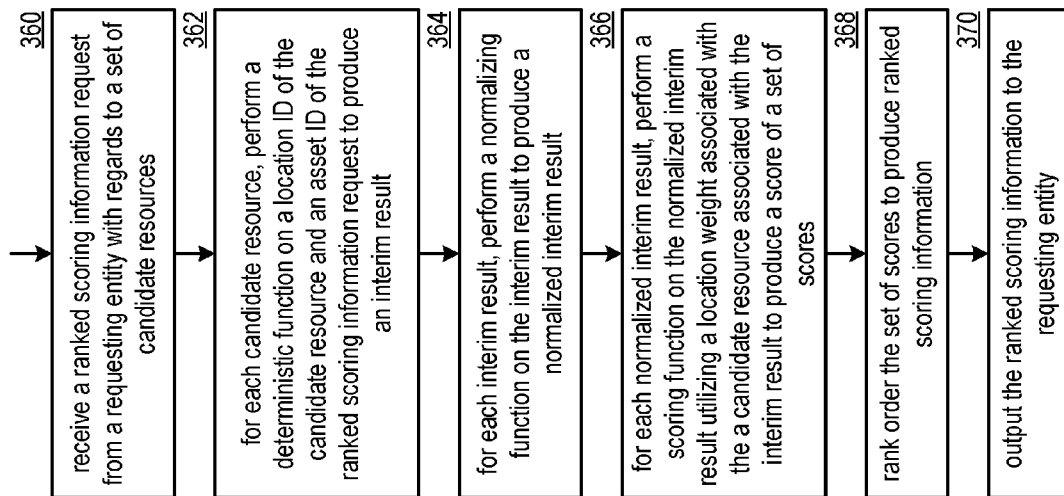 360
receive a ranked scoring information request
from a requesting entity with regards to a set of
candidate resources
362
for each candidate resource, perform a
deterministic function on a location ID of the
candidate resource and an asset ID of the
ranked scoring information request to produce
an interim result
364
for each interim result, perform a normalizing
function on the interim result to produce a
normalized interim result
366
for each normalized interim result, perform a
scoring function on the normalized interim
result utilizing a location weight associated with
the a candidate resource associated with the
interim result to produce a score of a set of
scores
368
rank order the set of scores to produce ranked
scoring information
370
output the ranked scoring information to the
requesting entity